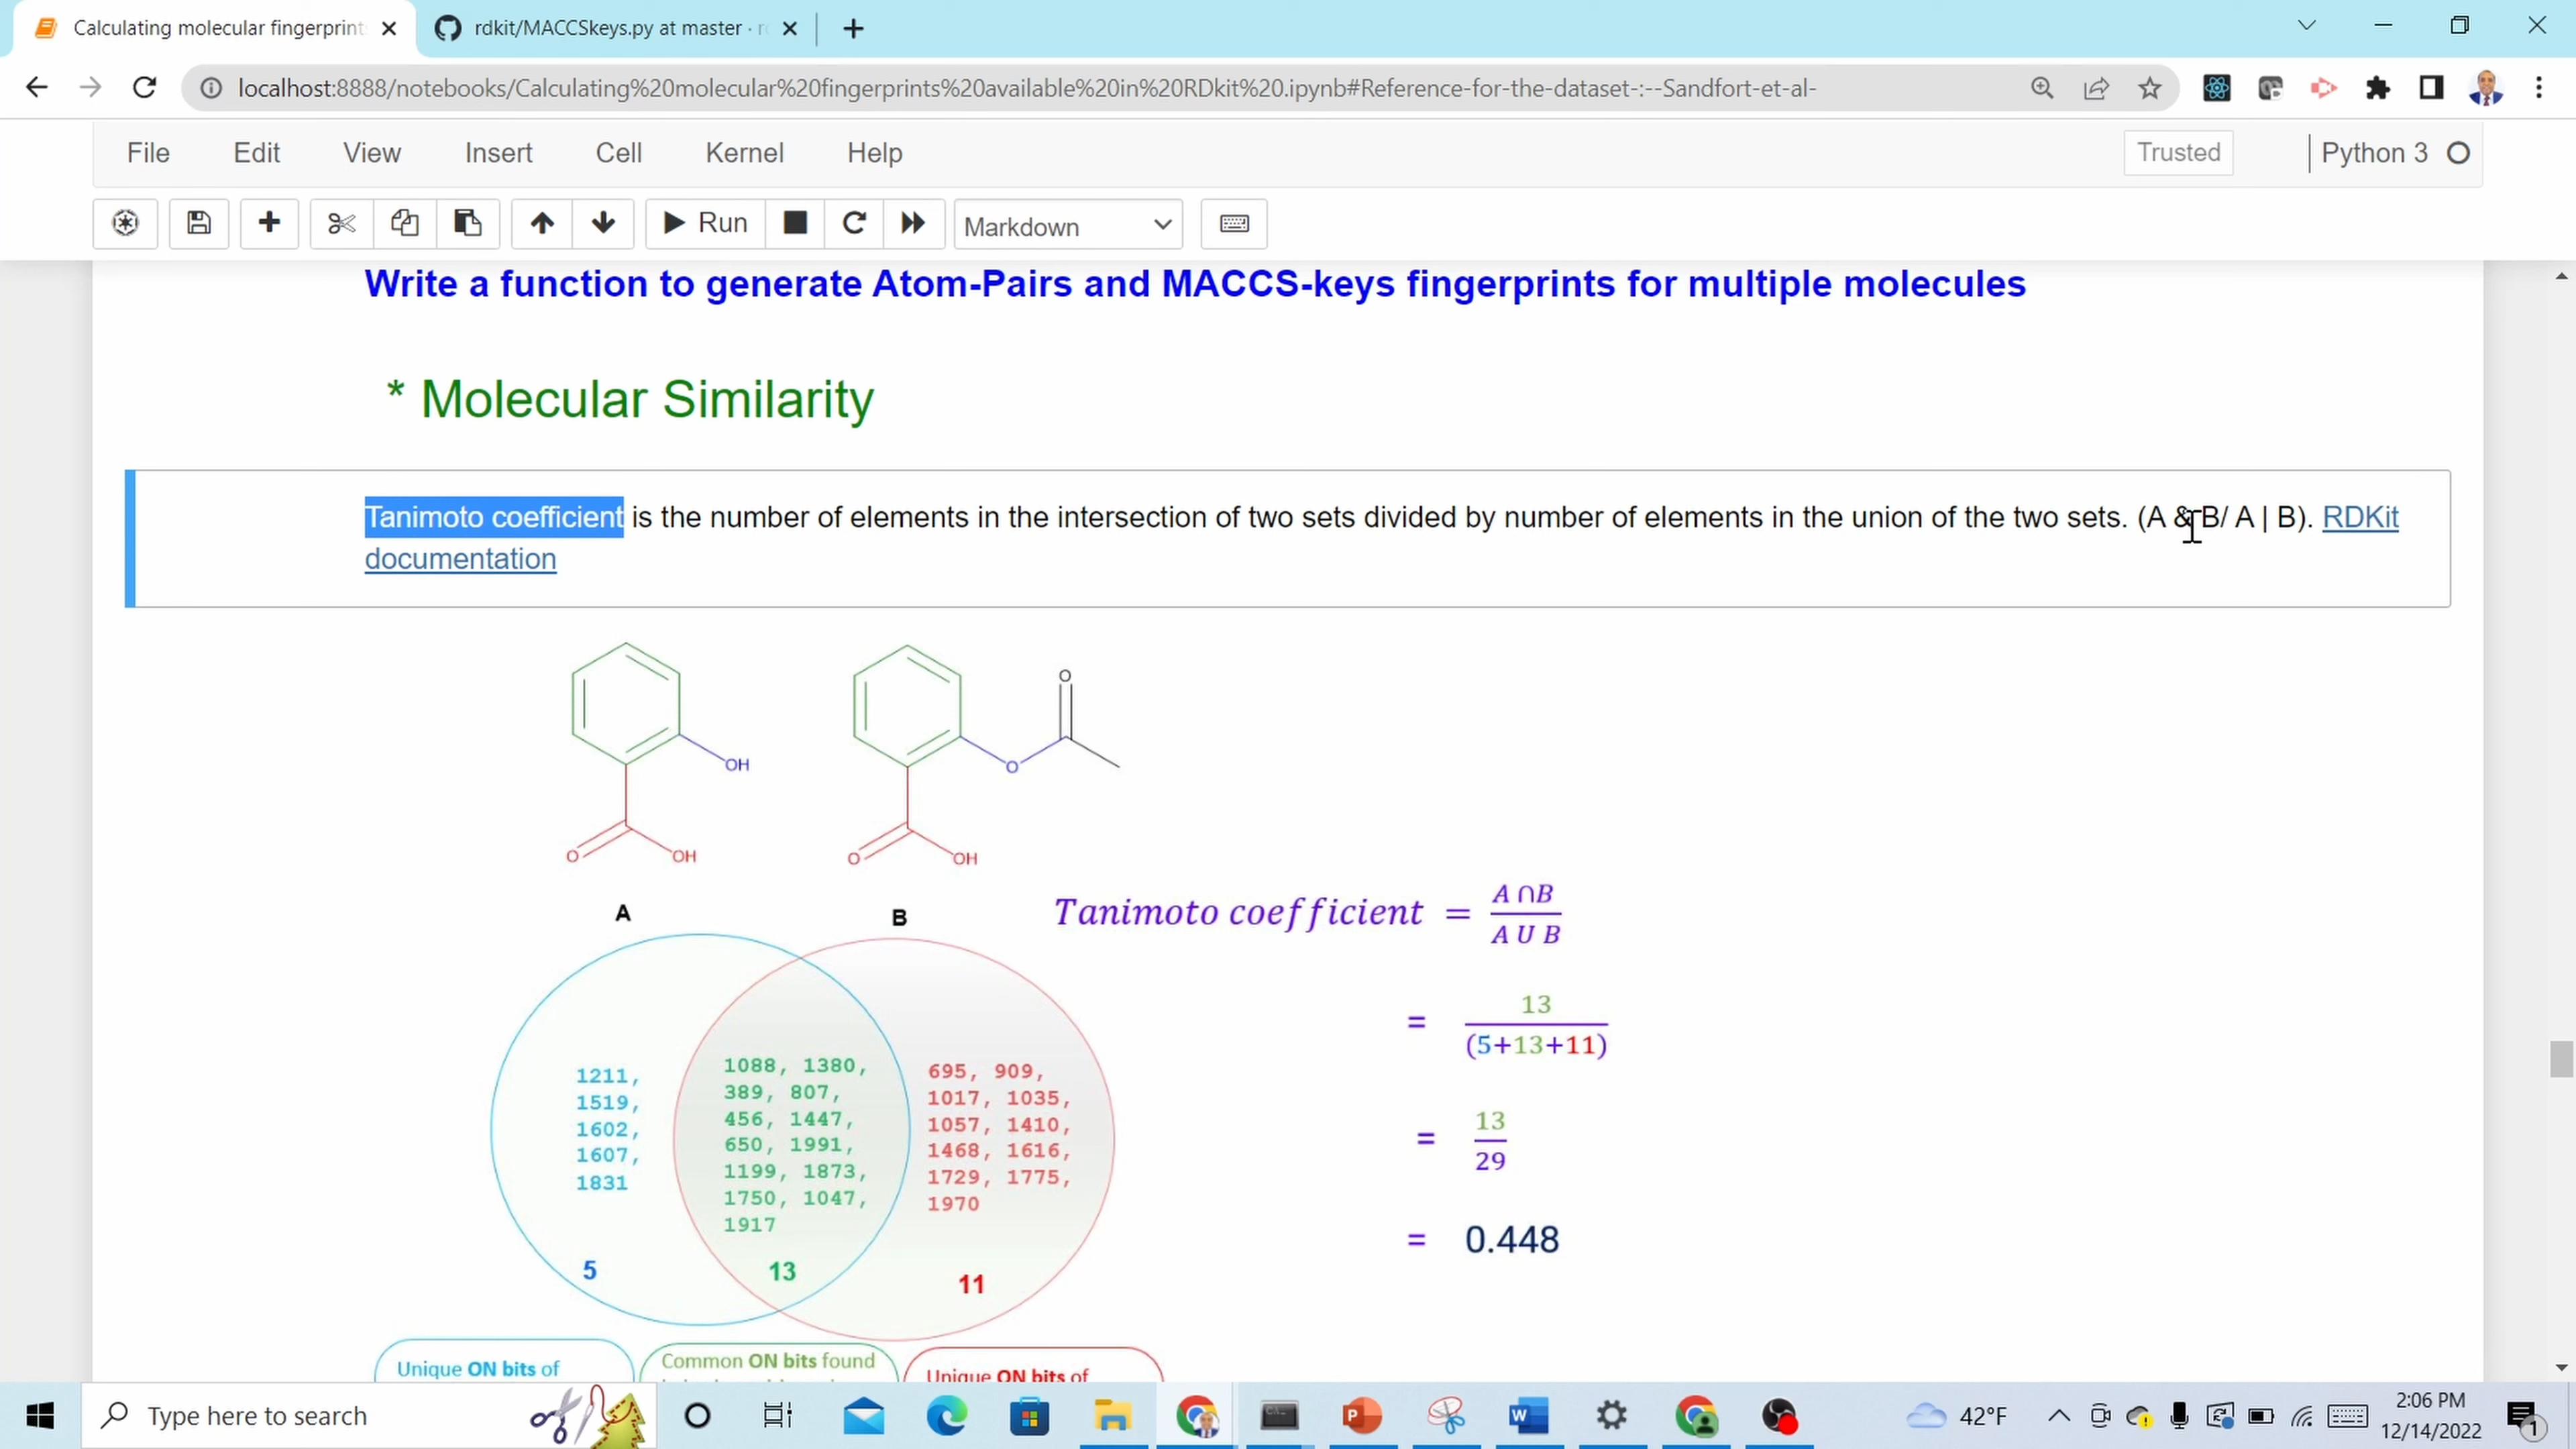 Calculating molecular fingerprint
rdkit/MACCSkeys.py at master · r
localhost:8888/notebooks/Calculating%20molecular%20fingerprints%20available%20in%20RDkit%20.ipynb#Reference-for-the-dataset-:--Sandfort-et-al-
File Edit View Insert Cell Kernel Help
Trusted
Python 3
Run
Markdown
Write a function to generate Atom-Pairs and MACCS-keys fingerprints for multiple molecules
* Molecular Similarity
Tanimoto coefficient is the number of elements in the intersection of two sets divided by number of elements in the union of the two sets. (A & B/ A | B). RDKit
documentation
O
OH
O
O OH
O OH
A
B
Tanimoto coefficient = A ∩B
A U B
= 13
(5+13+11)
= 13
29
= 0.448
1211,
1519,
1602,
1607,
1831
5
1088, 1380,
389, 807,
456, 1447,
650, 1991,
1199, 1873,
1750, 1047,
1917
13
695, 909,
1017, 1035,
1057, 1410,
1468, 1616,
1729, 1775,
1970
11
Unique ON bits of
Common ON bits found
Unique ON bits of
Type here to search
42°F
2:06 PM
12/14/2022
1